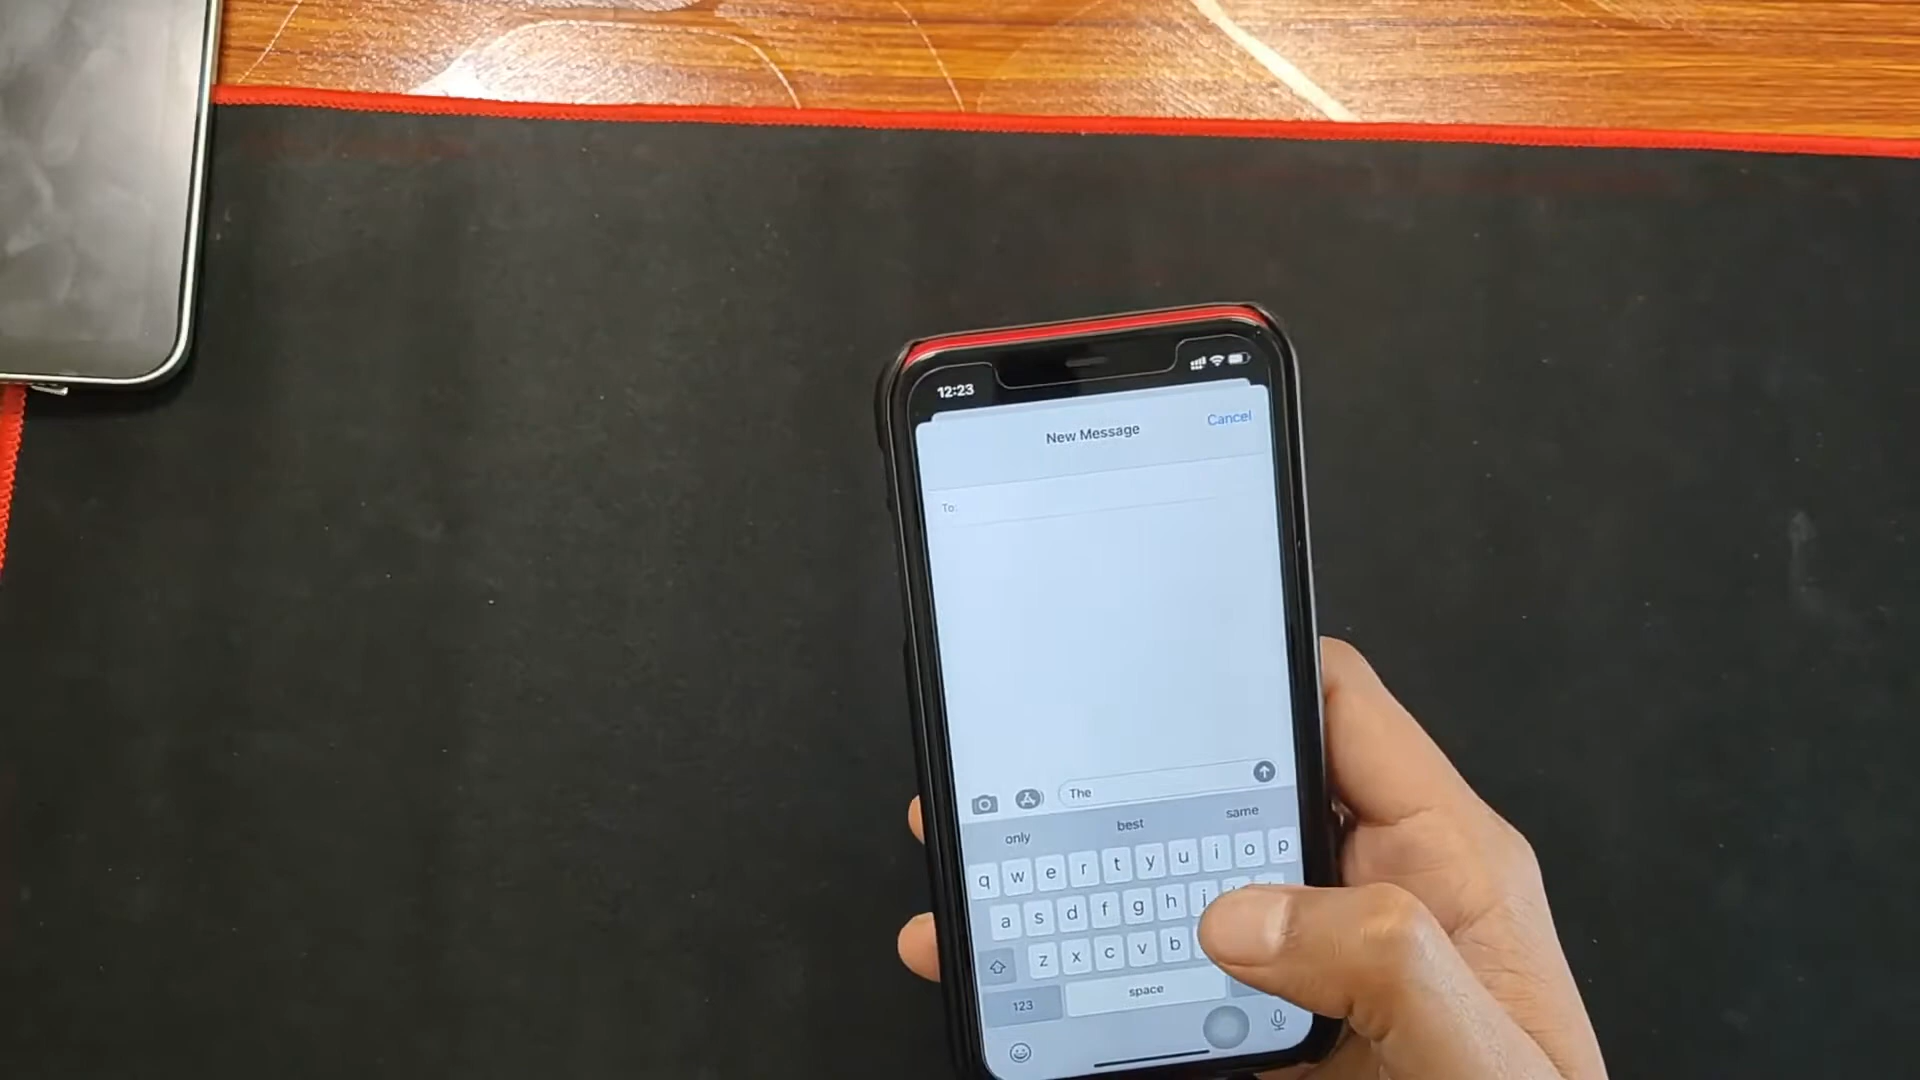 12:23
New Message
Cancel
To:
The
only
best
same
q w e r t y u i o p
a s d f g h j
z x c v b
123
space